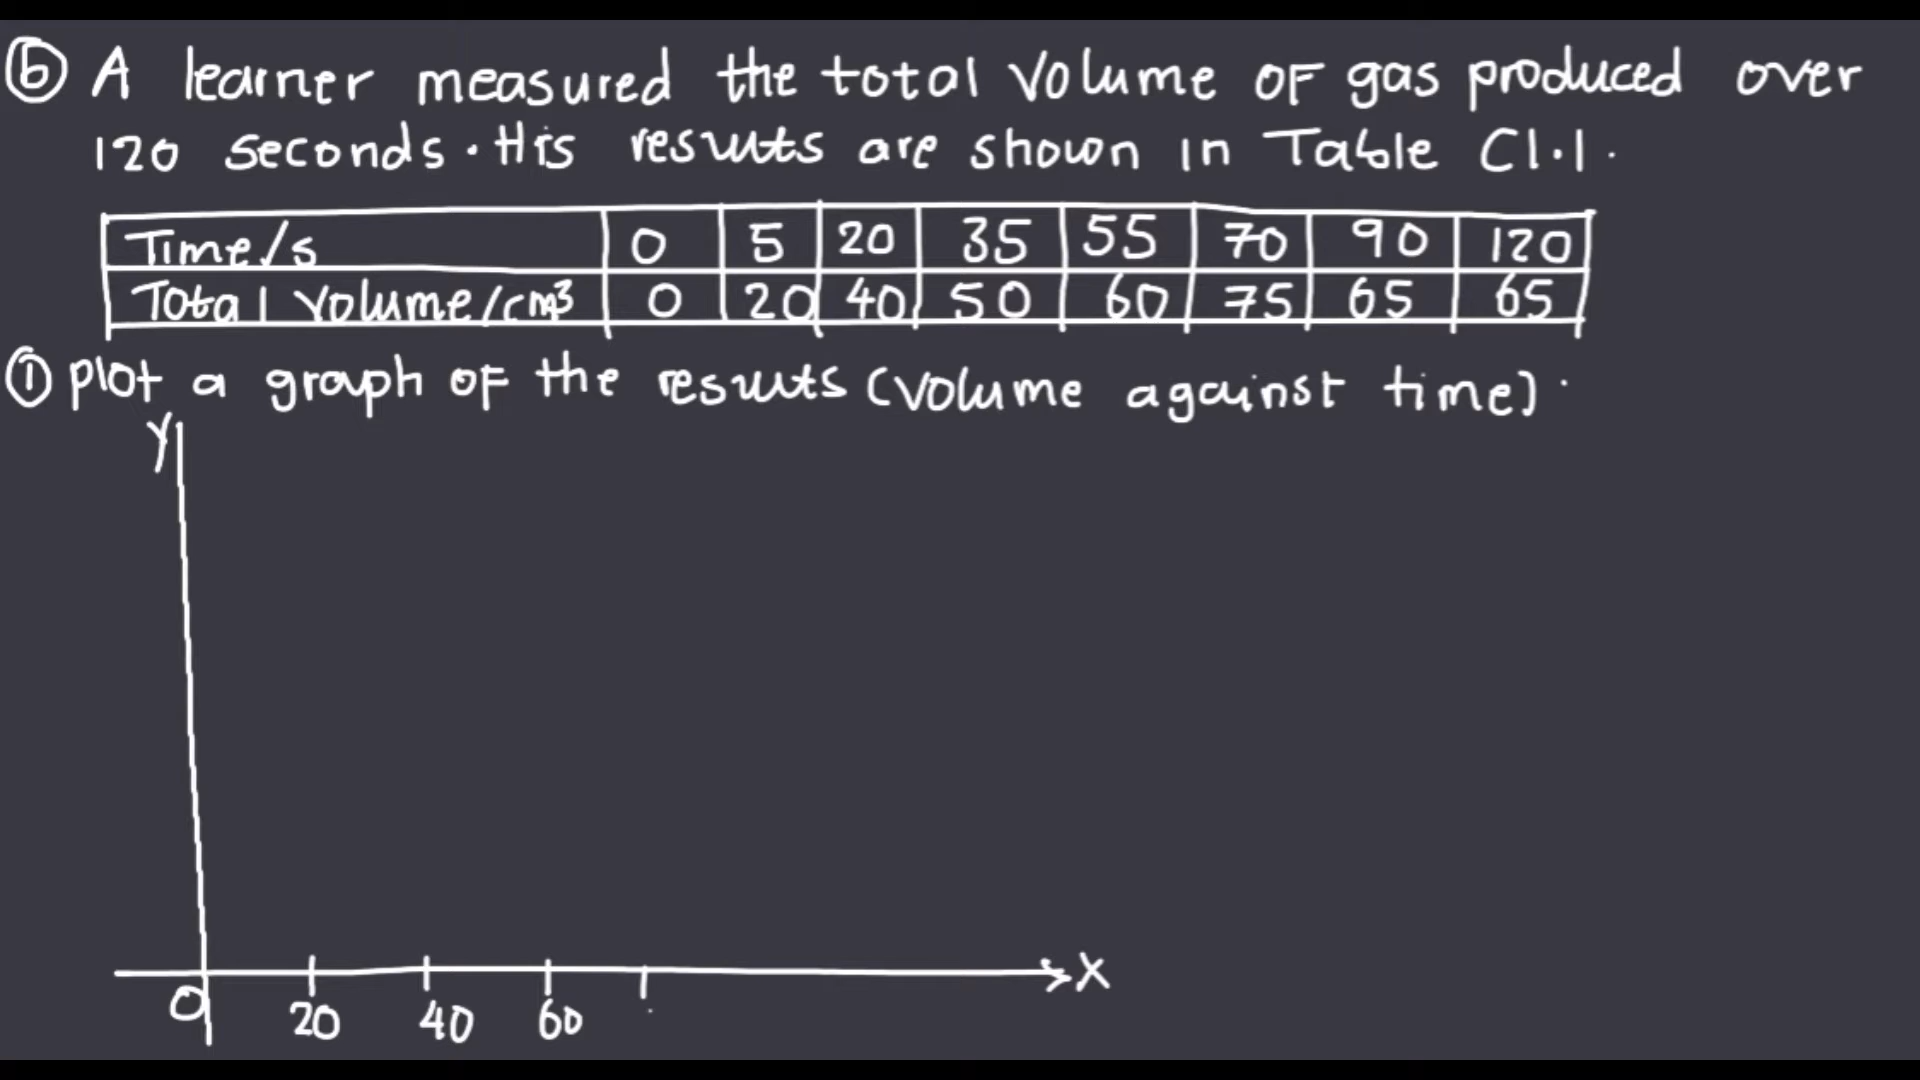 b A learner measured the total volume of gas produced over
120 seconds. His results are shown in Table C1.1.
Time/s 0 5 20 35 55 70 90 120
Total volume/cm³ 0 20 40 50 60 75 65 65
① plot a graph of the results (volume against time).
Y
X
0 20 40 60